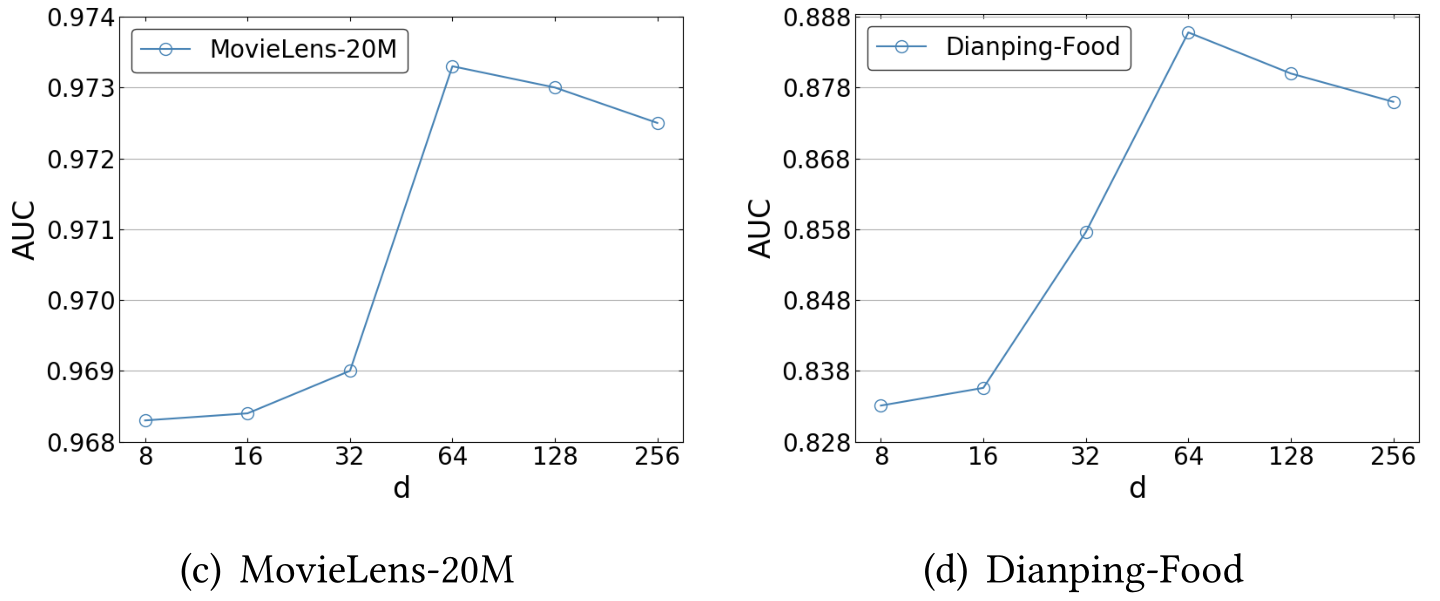 0.974
0.973
0.972
0.971
0.970
0.969
0.968
AUC
MovieLens-20M
8 16 32 64 128 256
d
(c) MovieLens-20M
0.888
0.878
0.868
0.858
0.848
0.838
0.828
AUC
Dianping-Food
8 16 32 64 128 256
d
(d) Dianping-Food